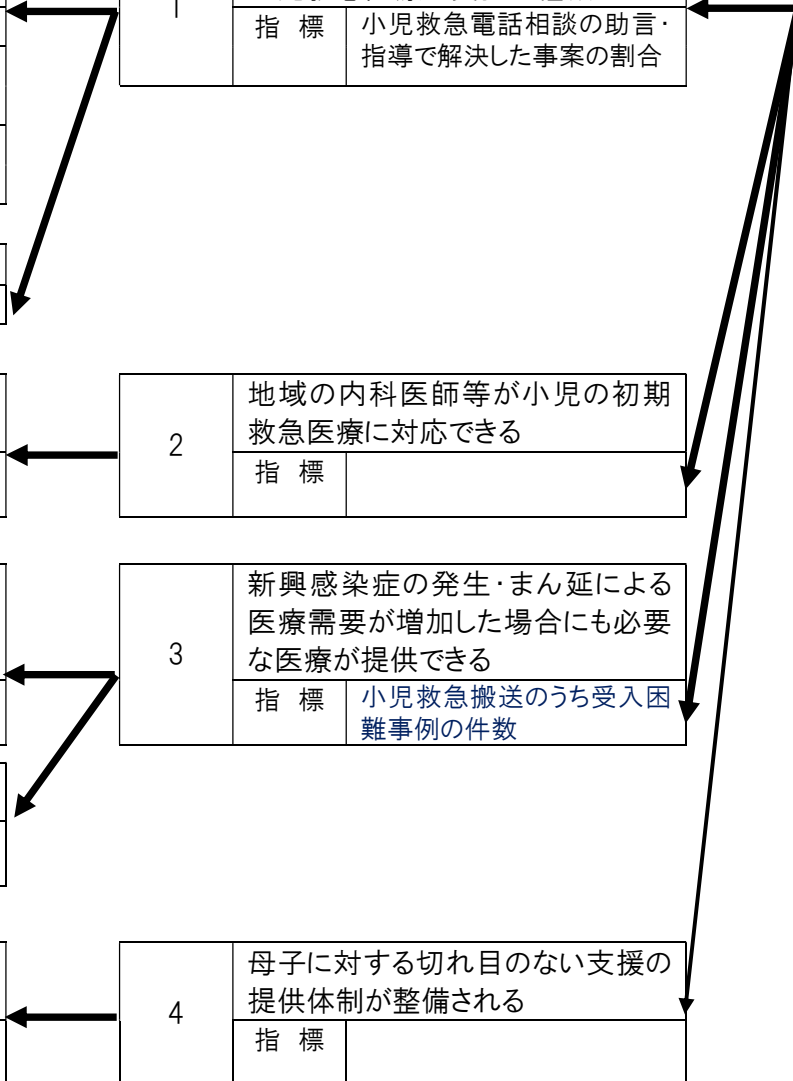 1
指 標 小児救急電話相談の助言・
指導で解決した事案の割合
2
地域の内科医師等が小児の初期
救急医療に対応できる
指 標
3
新興感染症の発生・まん延による
医療需要が増加した場合にも必要
な医療が提供できる
指 標 小児救急搬送のうち受入困
難事例の件数
4
母子に対する切れ目のない支援の
提供体制が整備される
指 標